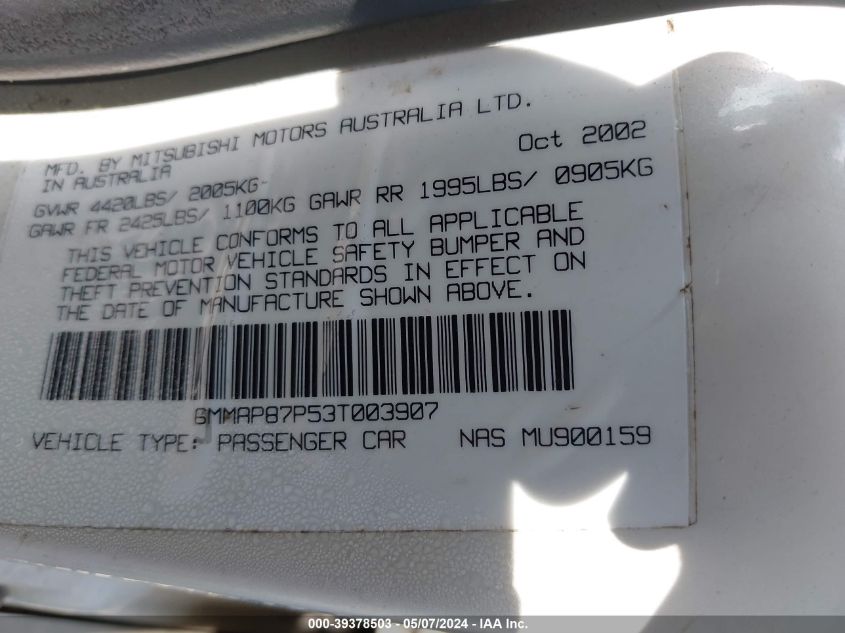 MFD. BY MITSUBISHI MOTORS AUSTRALIA LTD.
IN AUSTRALIA Oct 2002
GVWR 4420LBS/ 2005KG
GAWR FR 2425LBS/ 1100KG GAWR RR 1995LBS/ 0905KG
THIS VEHICLE CONFORMS TO ALL APPLICABLE
FEDERAL MOTOR VEHICLE SAFETY BUMPER AND
THEFT PREVENTION STANDARDS IN EFFECT ON
THE DATE OF MANUFACTURE SHOWN ABOVE.
6MMAP87P53T003907
VEHICLE TYPE: PASSENGER CAR NAS MU900159
000-39378503 — 05/07/2024 — IAA Inc.